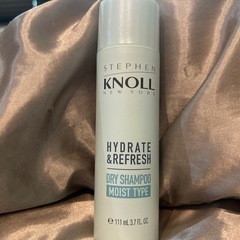 STEPHEN
KNOLL
NEW YORK
HYDRATE
&REFRESH
DRY SHAMPOO
MOIST TYPE
℮ 111 mL 3.7 FL. OZ.